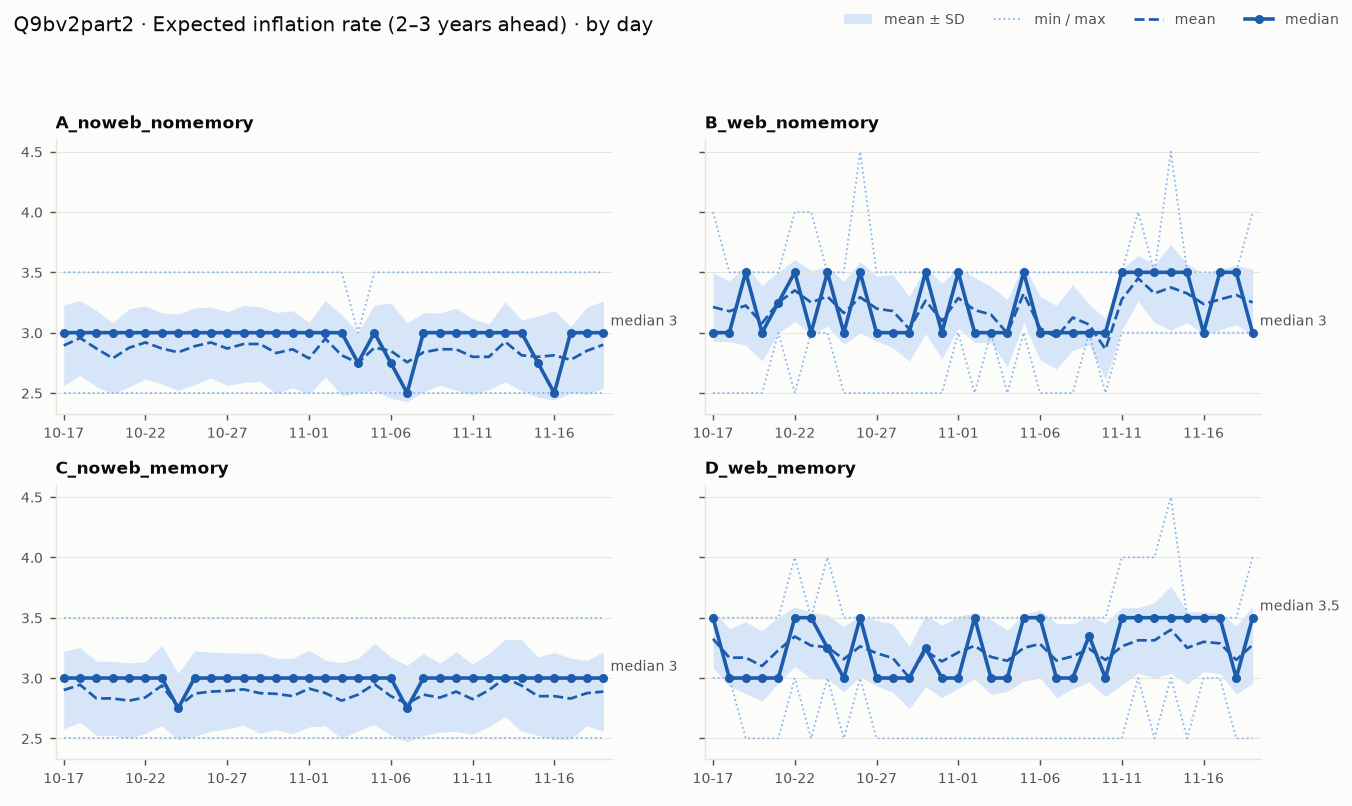 Q9bv2part2 · Expected inflation rate (2–3 years ahead) · by day
mean ± SD
min / max
mean
median
A_noweb_nomemory
4.5
4.0
3.5
3.0
2.5
median 3
10-17
10-22
10-27
11-01
11-06
11-11
11-16
B_web_nomemory
median 3
10-17
10-22
10-27
11-01
11-06
11-11
11-16
C_noweb_memory
4.5
4.0
3.5
3.0
2.5
median 3
10-17
10-22
10-27
11-01
11-06
11-11
11-16
D_web_memory
median 3.5
10-17
10-22
10-27
11-01
11-06
11-11
11-16